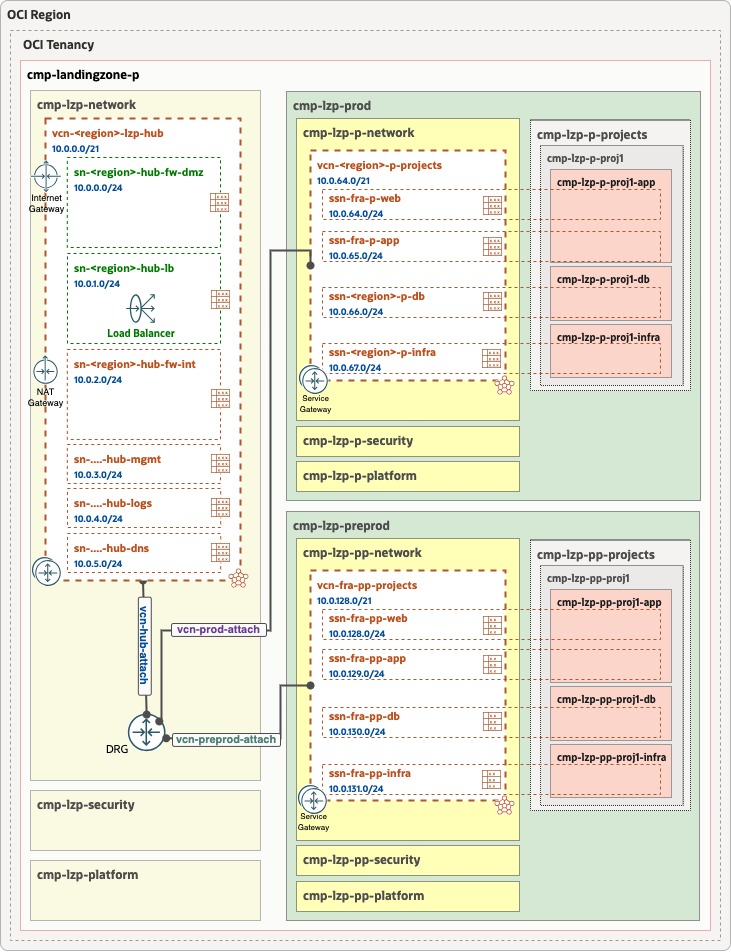 OCI Region
OCI Tenancy
cmp-landingzone-p
cmp-lzp-network
vcn-<region>-lzp-hub
10.0.0.0/21
sn-<region>-hub-fw-dmz
10.0.0.0/24
Internet
Gateway
sn-<region>-hub-lb
10.0.1.0/24
Load Balancer
sn-<region>-hub-fw-int
10.0.2.0/24
NAT
Gateway
sn-....-hub-mgmt
10.0.3.0/24
sn-....-hub-logs
10.0.4.0/24
sn-....-hub-dns
10.0.5.0/24
vcn-hub-attach
vcn-prod-attach
vcn-preprod-attach
DRG
cmp-lzp-security
cmp-lzp-platform
cmp-lzp-prod
cmp-lzp-p-network
vcn-<region>-p-projects
10.0.64.0/21
ssn-fra-p-web
10.0.64.0/24
ssn-fra-p-app
10.0.65.0/24
ssn-<region>-p-db
10.0.66.0/24
ssn-<region>-p-infra
10.0.67.0/24
Service
Gateway
cmp-lzp-p-security
cmp-lzp-p-platform
cmp-lzp-p-projects
cmp-lzp-p-proj1
cmp-lzp-p-proj1-app
cmp-lzp-p-proj1-db
cmp-lzp-p-proj1-infra
cmp-lzp-preprod
cmp-lzp-pp-network
vcn-fra-pp-projects
10.0.128.0/21
ssn-fra-pp-web
10.0.128.0/24
ssn-fra-pp-app
10.0.129.0/24
ssn-fra-pp-db
10.0.130.0/24
ssn-fra-pp-infra
10.0.131.0/24
Service
Gateway
cmp-lzp-pp-security
cmp-lzp-pp-platform
cmp-lzp-pp-projects
cmp-lzp-pp-proj1
cmp-lzp-pp-proj1-app
cmp-lzp-pp-proj1-db
cmp-lzp-pp-proj1-infra